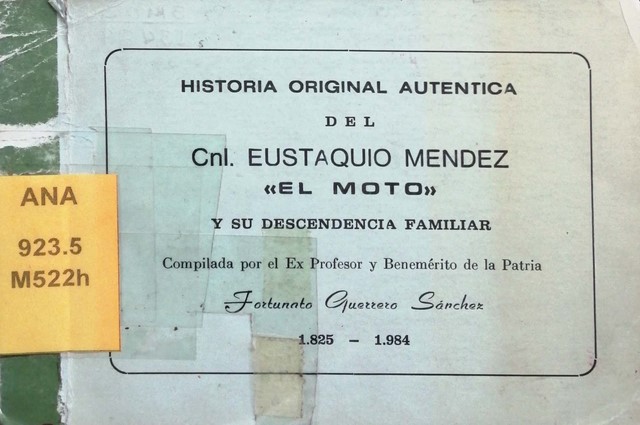 HISTORIA ORIGINAL AUTENTICA
DEL
Cnl. EUSTAQUIO MENDEZ
«EL MOTO»
Y SU DESCENDENCIA FAMILIAR
Compilada por el Ex Profesor y Benemérito de la Patria
Fortunato Guerrero Sánchez
1.825 - 1.984
ANA
923.5
M522h